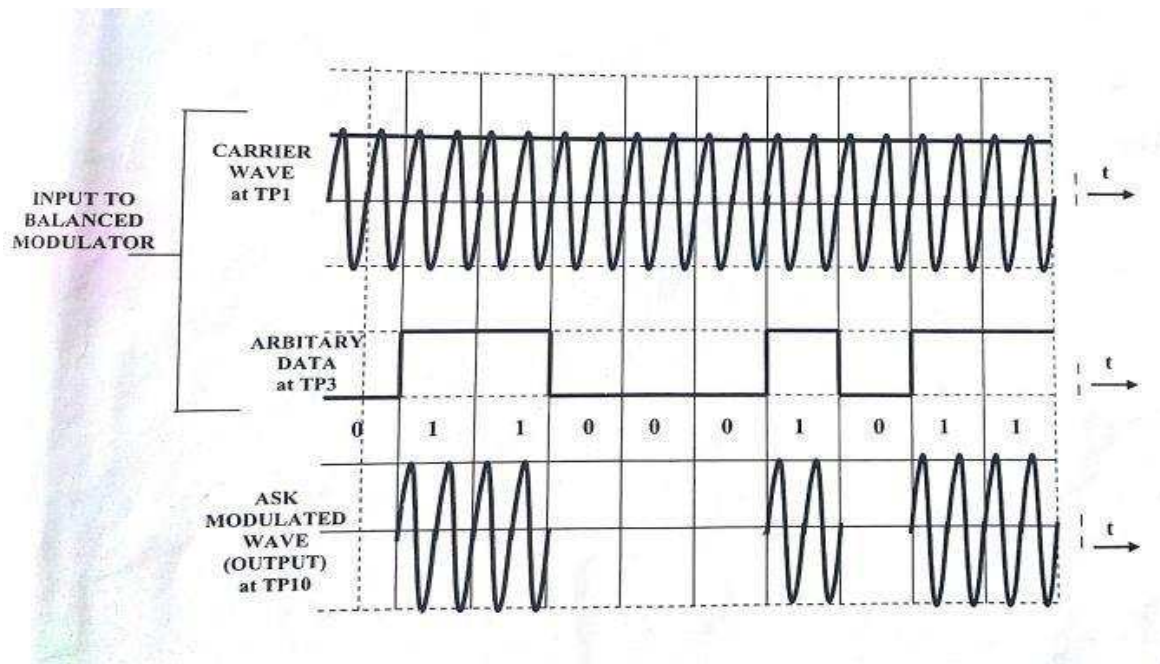 CARRIER
WAVE
at TP1
t
INPUT TO
BALANCED
MODULATOR
ARBITARY
DATA
at TP3
t
0 1 1 0 0 0 1 0 1 1
ASK
MODULATED
WAVE
(OUTPUT)
at TP10
t